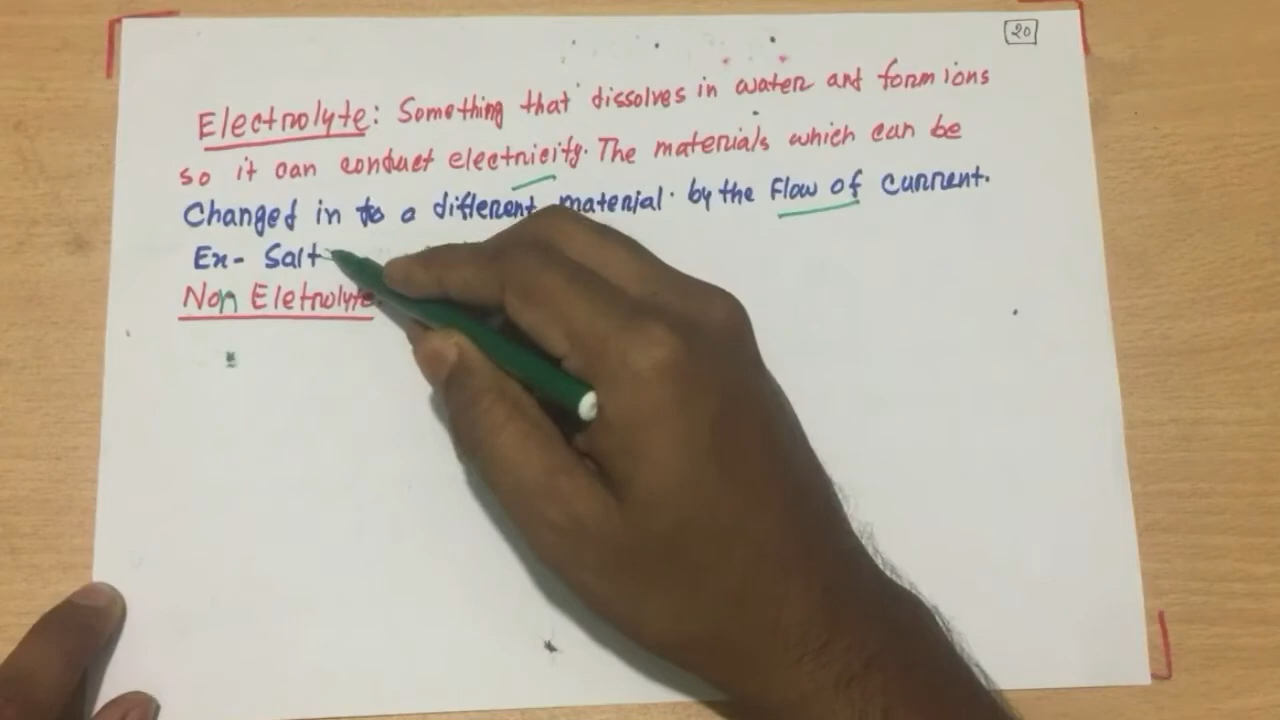 20
Electrolyte: Something that dissolves in water and form ions
so it can conduct electricity. The materials which can be
Changed in to a different material. by the Flow of current.
Ex- Salt
Non Eletrolyte